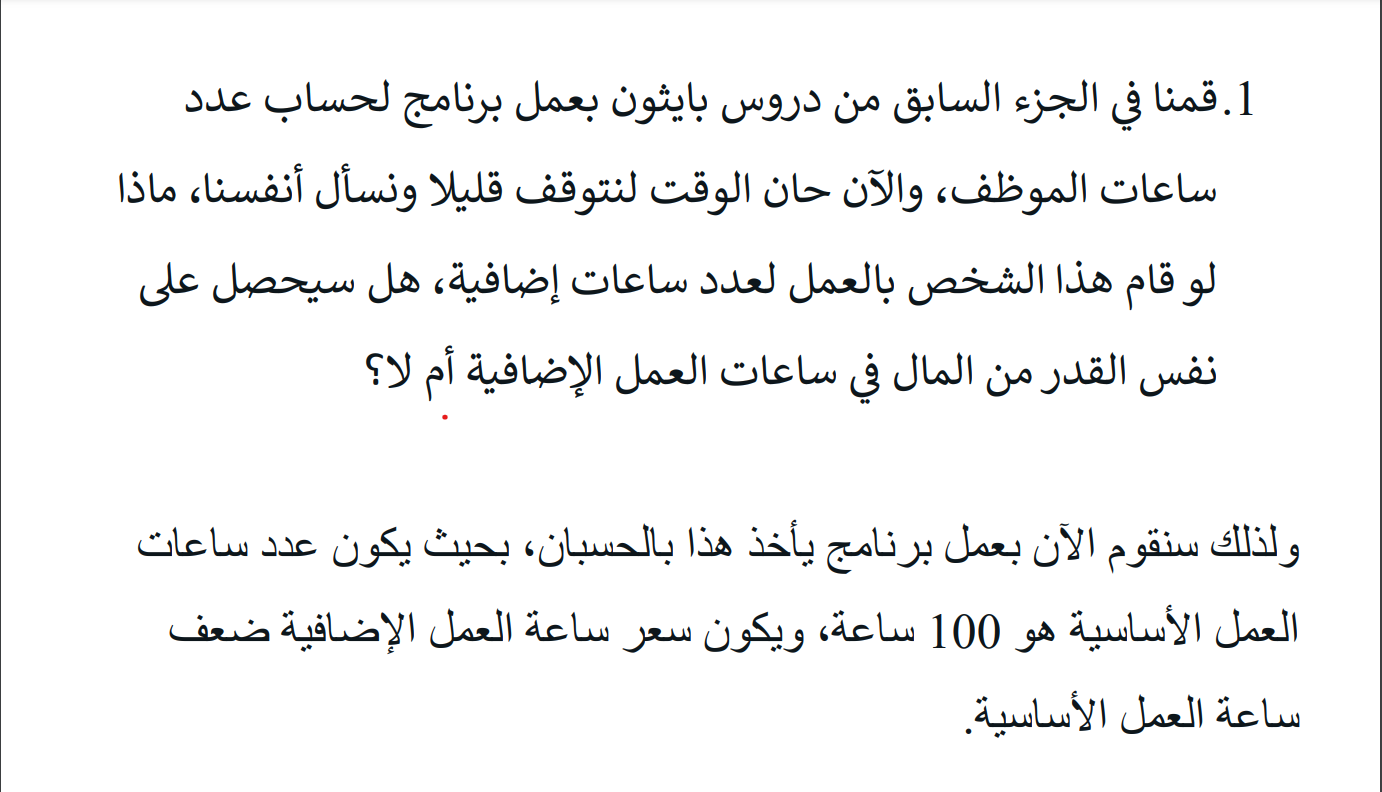 1. قمنا في الجزء السابق من دروس بايثون بعمل برنامج لحساب عدد
ساعات الموظف، والآن حان الوقت لنتوقف قليلا ونسأل أنفسنا، ماذا
لو قام هذا الشخص بالعمل لعدد ساعات إضافية، هل سيحصل على
نفس القدر من المال في ساعات العمل الإضافية أم لا؟
ولذلك سنقوم الآن بعمل برنامج يأخذ هذا بالحسبان، بحيث يكون عدد ساعات
العمل الأساسية هو 100 ساعة، ويكون سعر ساعة العمل الإضافية ضعف
ساعة العمل الأساسية.